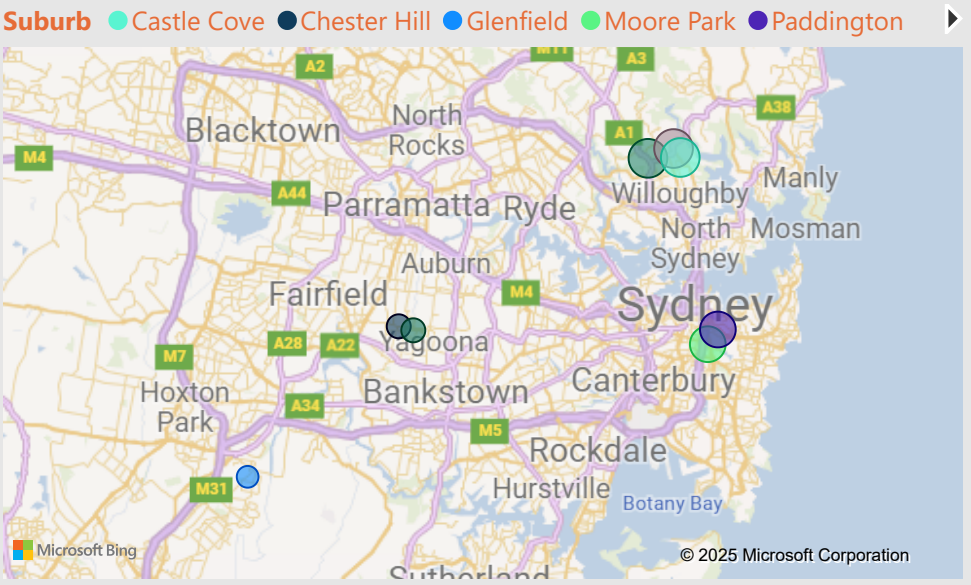 Suburb Castle Cove Chester Hill Glenfield Moore Park Paddington
M11
A3
A2
A38
North
Rocks
Blacktown
A1
M4
Willoughby
Manly
A44
Parramatta
Ryde
North
Sydney
Mosman
Auburn
Fairfield
M4
Sydney
Yagoona
A28
A22
M7
Canterbury
Hoxton
Park
Bankstown
A34
M5
Rockdale
Hurstville
M31
Botany Bay
Microsoft Bing
© 2025 Microsoft Corporation
Sutherland